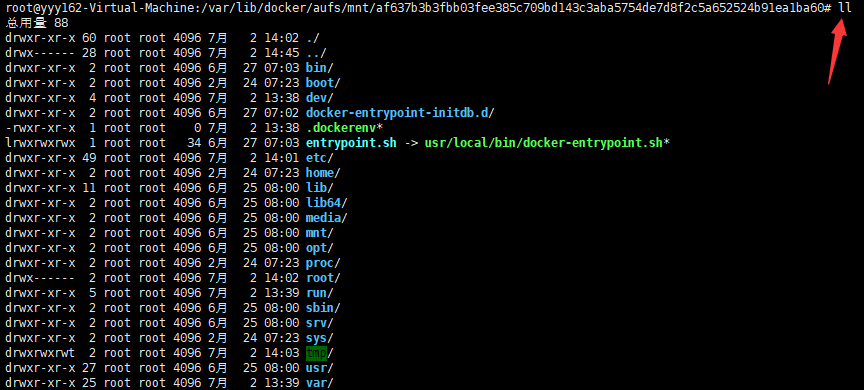 root@yyy162-Virtual-Machine:/var/lib/docker/aufs/mnt/af637b3b3fbb03fee385c709bd143c3aba5754de7d8f2c5a652524b91ea1ba60# ll
总用量 88
drwxr-xr-x 60 root root 4096 7月   2 14:02 ./
drwx------ 28 root root 4096 7月   2 14:45 ../
drwxr-xr-x  2 root root 4096 6月  27 07:03 bin/
drwxr-xr-x  2 root root 4096 2月  24 07:23 boot/
drwxr-xr-x  4 root root 4096 7月   2 13:38 dev/
drwxr-xr-x  2 root root 4096 6月  27 07:02 docker-entrypoint-initdb.d/
-rwxr-xr-x  1 root root    0 7月   2 13:38 .dockerenv*
lrwxrwxrwx  1 root root   34 6月  27 07:03 entrypoint.sh -> usr/local/bin/docker-entrypoint.sh*
drwxr-xr-x 49 root root 4096 7月   2 14:01 etc/
drwxr-xr-x  2 root root 4096 2月  24 07:23 home/
drwxr-xr-x 11 root root 4096 6月  25 08:00 lib/
drwxr-xr-x  2 root root 4096 6月  25 08:00 lib64/
drwxr-xr-x  2 root root 4096 6月  25 08:00 media/
drwxr-xr-x  2 root root 4096 6月  25 08:00 mnt/
drwxr-xr-x  2 root root 4096 6月  25 08:00 opt/
drwxr-xr-x  2 root root 4096 2月  24 07:23 proc/
drwx------  2 root root 4096 7月   2 14:02 root/
drwxr-xr-x  5 root root 4096 7月   2 13:39 run/
drwxr-xr-x  2 root root 4096 6月  25 08:00 sbin/
drwxr-xr-x  2 root root 4096 6月  25 08:00 srv/
drwxr-xr-x  2 root root 4096 2月  24 07:23 sys/
drwxrwxrwt  2 root root 4096 7月   2 14:03 tmp/
drwxr-xr-x 27 root root 4096 6月  25 08:00 usr/
drwxr-xr-x 25 root root 4096 7月   2 13:39 var/